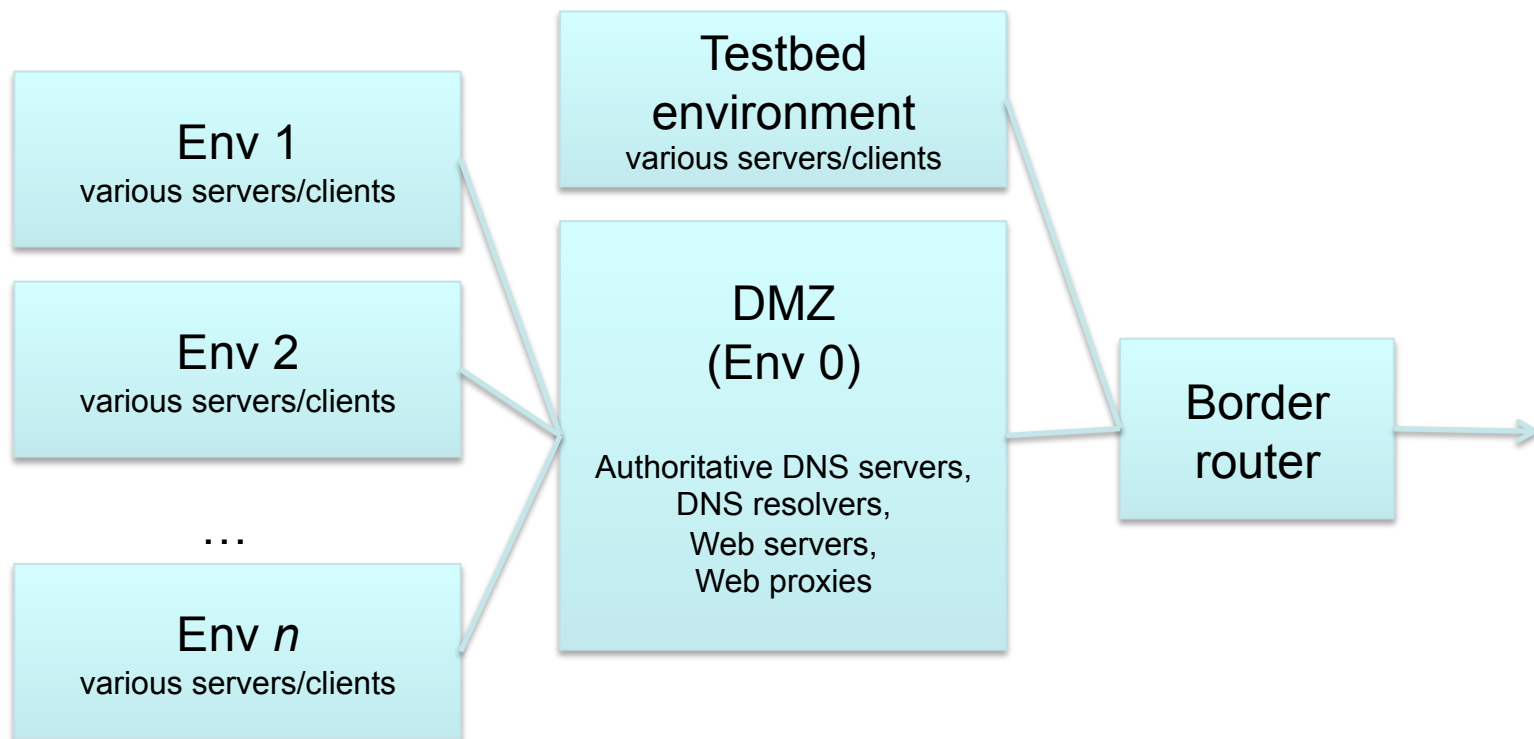 Env 1
various servers/clients
Env 2
various servers/clients
…
Env n
various servers/clients
Testbed
environment
various servers/clients
DMZ
(Env 0)
Authoritative DNS servers,
DNS resolvers,
Web servers,
Web proxies
Border
router